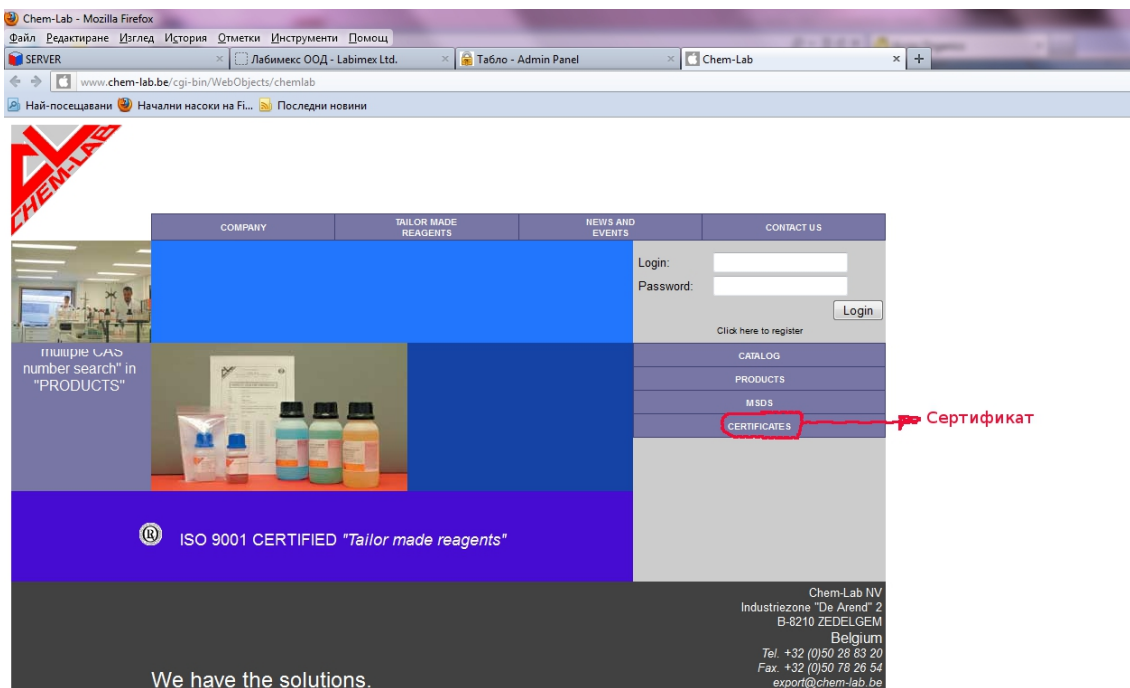 Chem-Lab - Mozilla Firefox
Файл Редактиране Изглед История Отметки Инструменти Помощ
SERVER
Лабимекс ООД - Labimex Ltd.
Табло - Admin Panel
Chem-Lab
www.chem-lab.be/cgi-bin/WebObjects/chemlab
Най-посещавани
Начални насоки на Fi...
Последни новини
CHEM-LAB
COMPANY
TAILOR MADE
REAGENTS
NEWS AND
EVENTS
CONTACT US
Login:
Password:
Login
Click here to register
multiple CAS
number search" in
"PRODUCTS"
CATALOG
PRODUCTS
MSDS
CERTIFICATES
Сертификат
® ISO 9001 CERTIFIED "Tailor made reagents"
Chem-Lab NV
Industriezone "De Arend" 2
B-8210 ZEDELGEM
Belgium
Tel. +32 (0)50 28 83 20
Fax. +32 (0)50 78 26 54
export@chem-lab.be
We have the solutions.